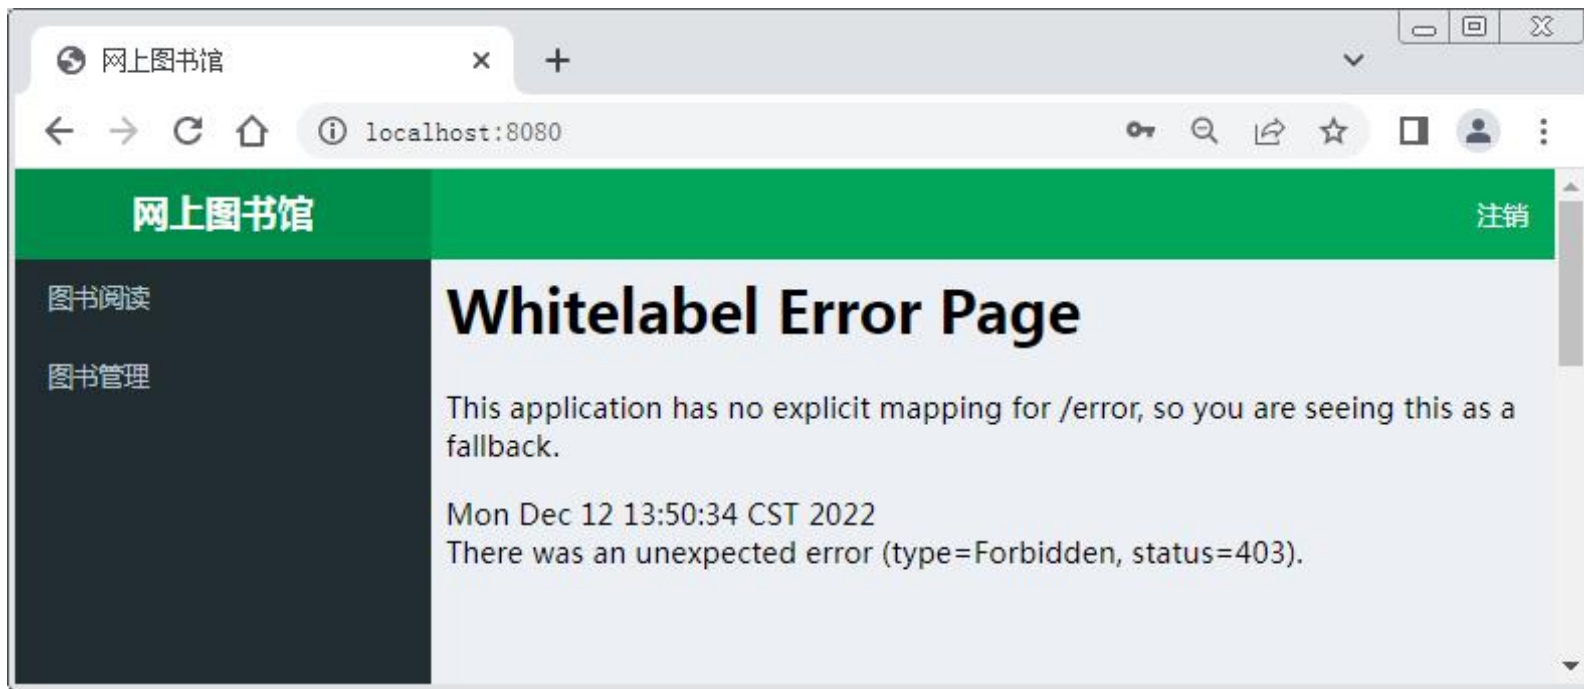 网上图书馆
localhost:8080
网上图书馆
注销
图书阅读
图书管理
Whitelabel Error Page
This application has no explicit mapping for /error, so you are seeing this as a
fallback.
Mon Dec 12 13:50:34 CST 2022
There was an unexpected error (type=Forbidden, status=403).